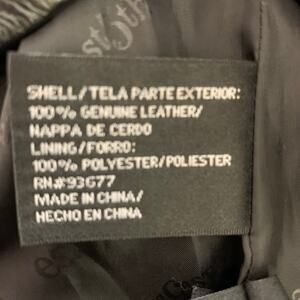 SHELL/TELA PARTE EXTERIOR:
100% GENUINE LEATHER/
NAPPA DE CERDO
LINING/FORRO:
100% POLYESTER/POLIESTER
RN#93677
MADE IN CHINA/
HECHO EN CHINA